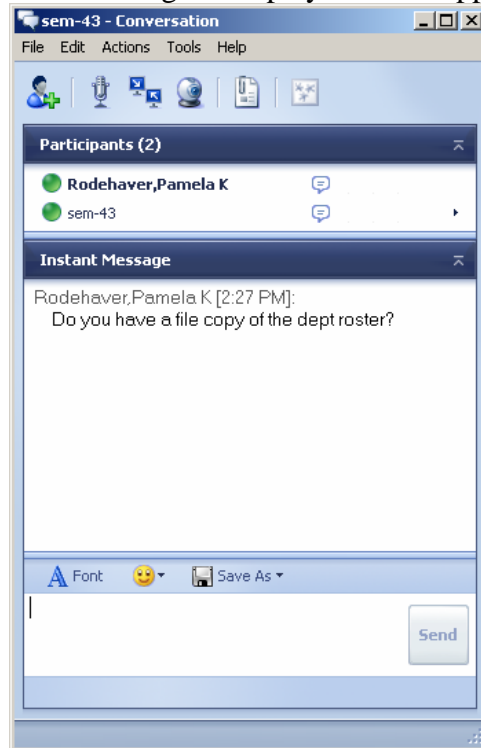 sem-43 - Conversation
File Edit Actions Tools Help
Participants (2)
Rodehaver,Pamela K
sem-43
Instant Message
Rodehaver,Pamela K [2:27 PM]:
Do you have a file copy of the dept roster?
A Font Save As
Send